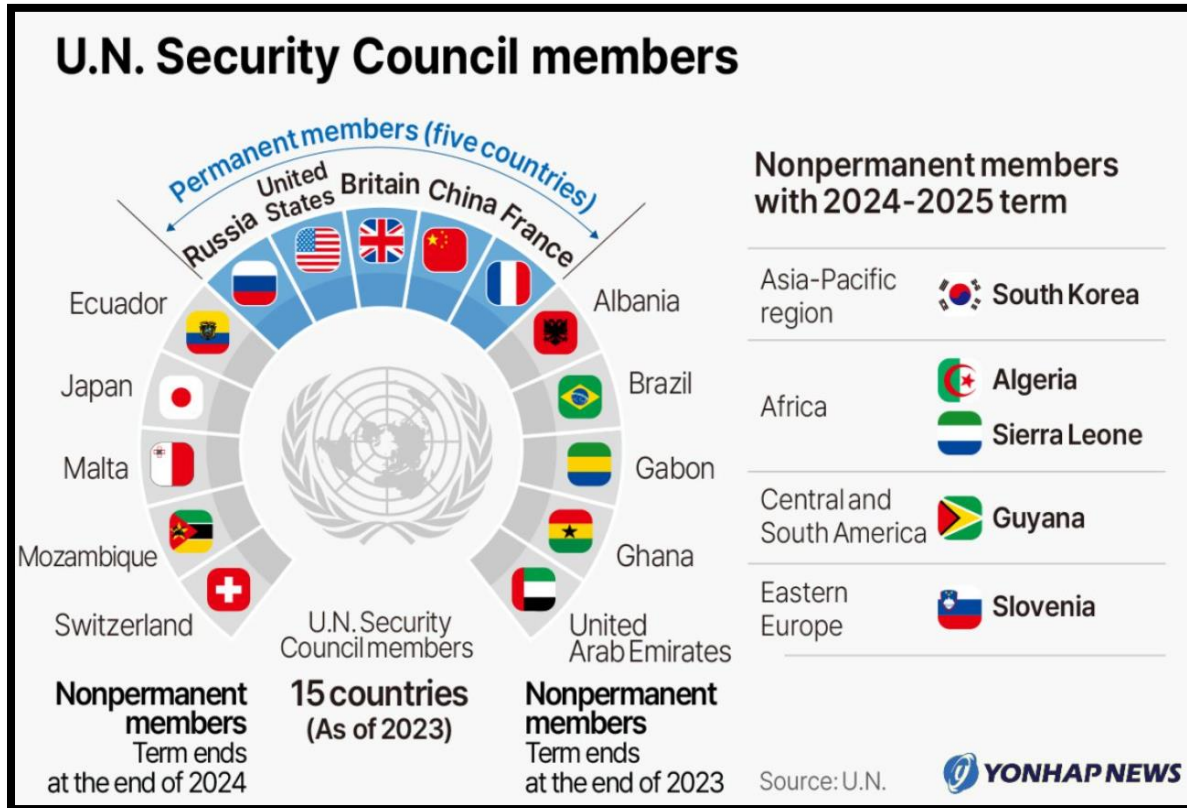 U.N. Security Council members
Permanent members (five countries)
Russia
United
States
Britain
China
France
Ecuador
Japan
Malta
Mozambique
Switzerland
Albania
Brazil
Gabon
Ghana
United
Arab Emirates
U.N. Security
Council members
15 countries
(As of 2023)
Nonpermanent
members
Term ends
at the end of 2024
Nonpermanent
members
Term ends
at the end of 2023
Nonpermanent members
with 2024-2025 term
Asia-Pacific
region
South Korea
Africa
Algeria
Sierra Leone
Central and
South America
Guyana
Eastern
Europe
Slovenia
Source: U.N.
YONHAP NEWS